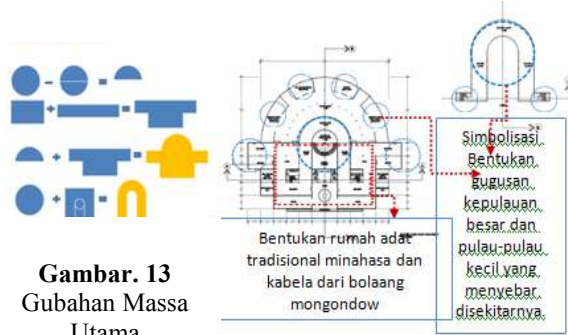 Gambar. 13
Gubahan Massa
Utama
Bentukan rumah adat
tradisional minahasa dan
kabela dari bolaang
mongondow
Simbolisasi
Bentukan
gugusan
kepulauan
besar dan
pulau-pulau
kecil yang
menyebar
disekitarnya.